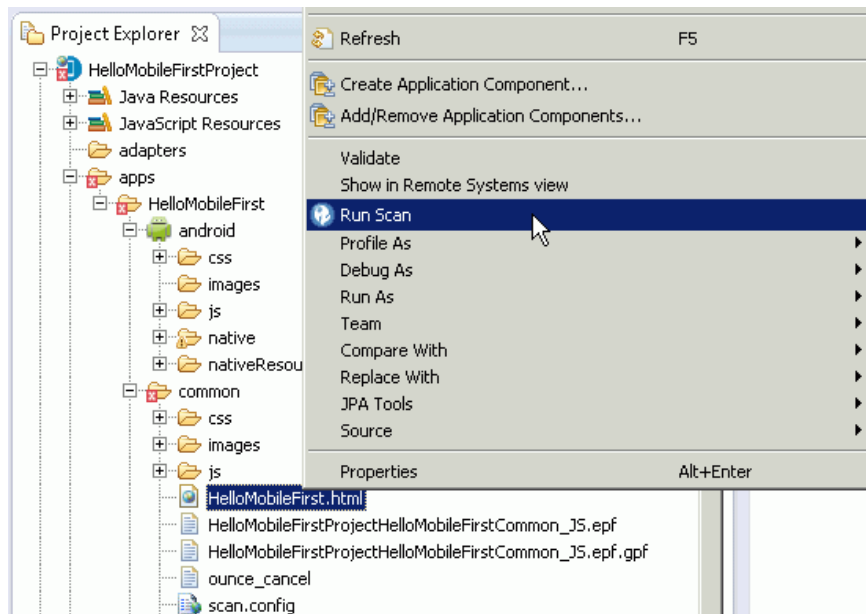 Project Explorer
HelloMobileFirstProject
Java Resources
JavaScript Resources
adapters
apps
HelloMobileFirst
android
css
images
js
native
nativeResou
common
css
images
js
HelloMobileFirst.html
HelloMobileFirstProjectHelloMobileFirstCommon_JS.epf
HelloMobileFirstProjectHelloMobileFirstCommon_JS.epf.gpf
ounce_cancel
scan.config
Refresh F5
Create Application Component...
Add/Remove Application Components...
Validate
Show in Remote Systems view
Run Scan
Profile As
Debug As
Run As
Team
Compare With
Replace With
JPA Tools
Source
Properties Alt+Enter